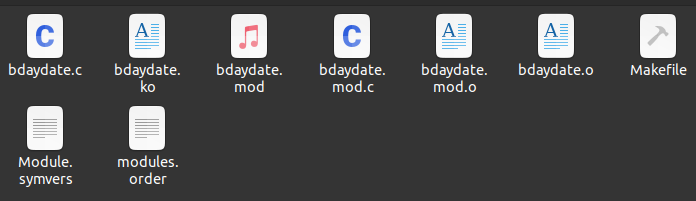 bdaydate.c
bdaydate.
ko
bdaydate.
mod
bdaydate.
mod.c
bdaydate.
mod.o
bdaydate.o
Makefile
Module.
symvers
modules.
order